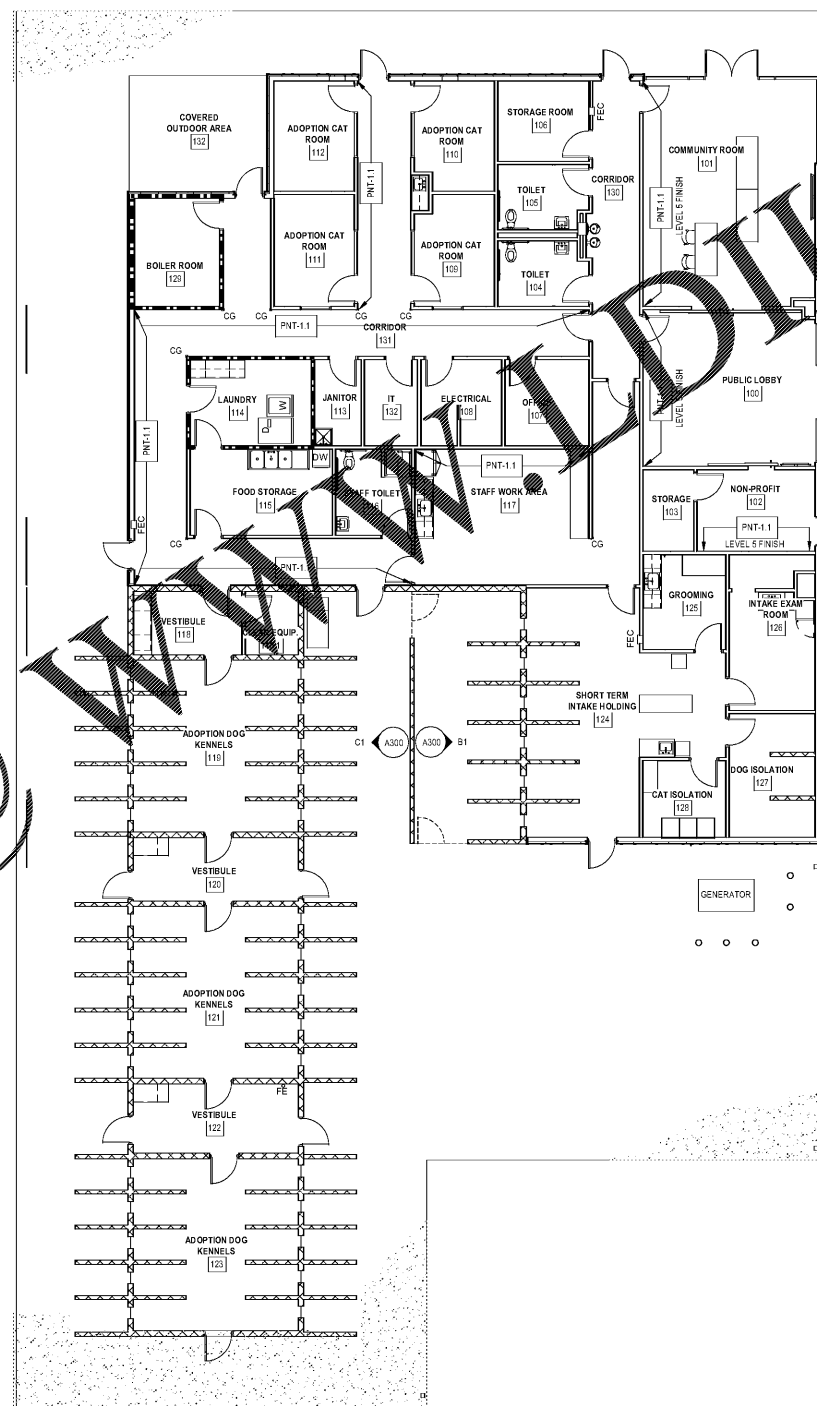 COVERED
OUTDOOR AREA
132
ADOPTION CAT
ROOM
112
ADOPTION CAT
ROOM
110
STORAGE ROOM
106
FEC
COMMUNITY ROOM
101
PNT-1.1
TOILET
105
CORRIDOR
130
PNT-1.1
LEVEL 5 FINISH
ADOPTION CAT
ROOM
111
ADOPTION CAT
ROOM
109
BOILER ROOM
129
TOILET
104
CG
CG
CG
CG
PNT-1.1
CORRIDOR
131
CG
LAUNDRY
114
W
D
JANITOR
113
IT
132
ELECTRICAL
108
107
PUBLIC LOBBY
100
PNT-1.1
DW
PNT-1.1
FOOD STORAGE
115
STAFF TOILET
STAFF WORK AREA
117
STORAGE
103
NON-PROFIT
102
PNT-1.1
LEVEL 5 FINISH
FEC
CG
CG
VESTIBULE
118
GROOMING
125
INTAKE EXAM
ROOM
126
FEC
SHORT TERM
INTAKE HOLDING
124
ADOPTION DOG
KENNELS
119
C1
A300
A300
B1
DOG ISOLATION
127
CAT ISOLATION
128
VESTIBULE
120
GENERATOR
ADOPTION DOG
KENNELS
121
FE
VESTIBULE
122
ADOPTION DOG
KENNELS
123